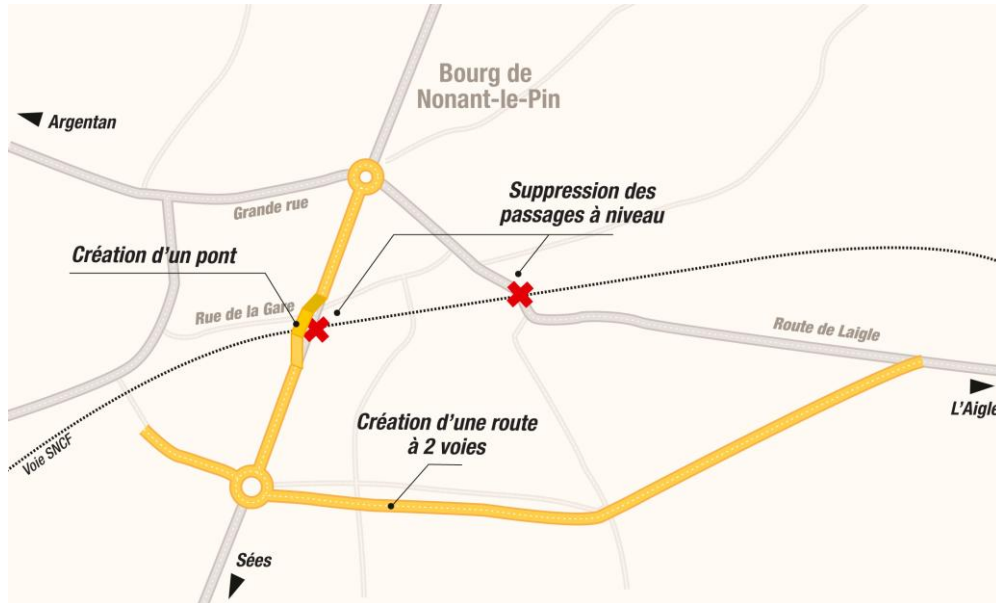 Bourg de
Nonant-le-Pin
Argentan
Suppression des
passages à niveau
Grande rue
Création d'un pont
Rue de la Gare
Route de Laigle
L'Aigle
Création d'une route
à 2 voies
Voie SNCF
Sées